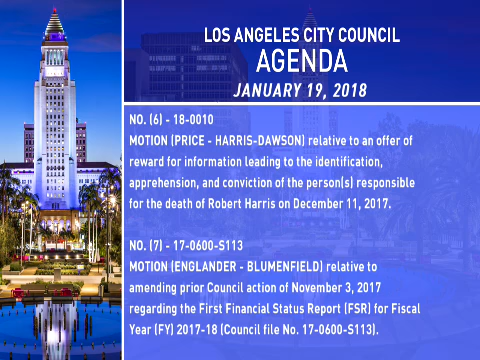 LOS ANGELES CITY COUNCIL
AGENDA
JANUARY 19, 2018
NO. (6) - 18-0010
MOTION (PRICE - HARRIS-DAWSON) relative to an offer of
reward for information leading to the identification,
apprehension, and conviction of the person(s) responsible
for the death of Robert Harris on December 11, 2017.
NO. (7) - 17-0600-S113
MOTION (ENGLANDER - BLUMENFIELD) relative to
amending prior Council action of November 3, 2017
regarding the First Financial Status Report (FSR) for Fiscal
Year (FY) 2017-18 (Council file No. 17-0600-S113).